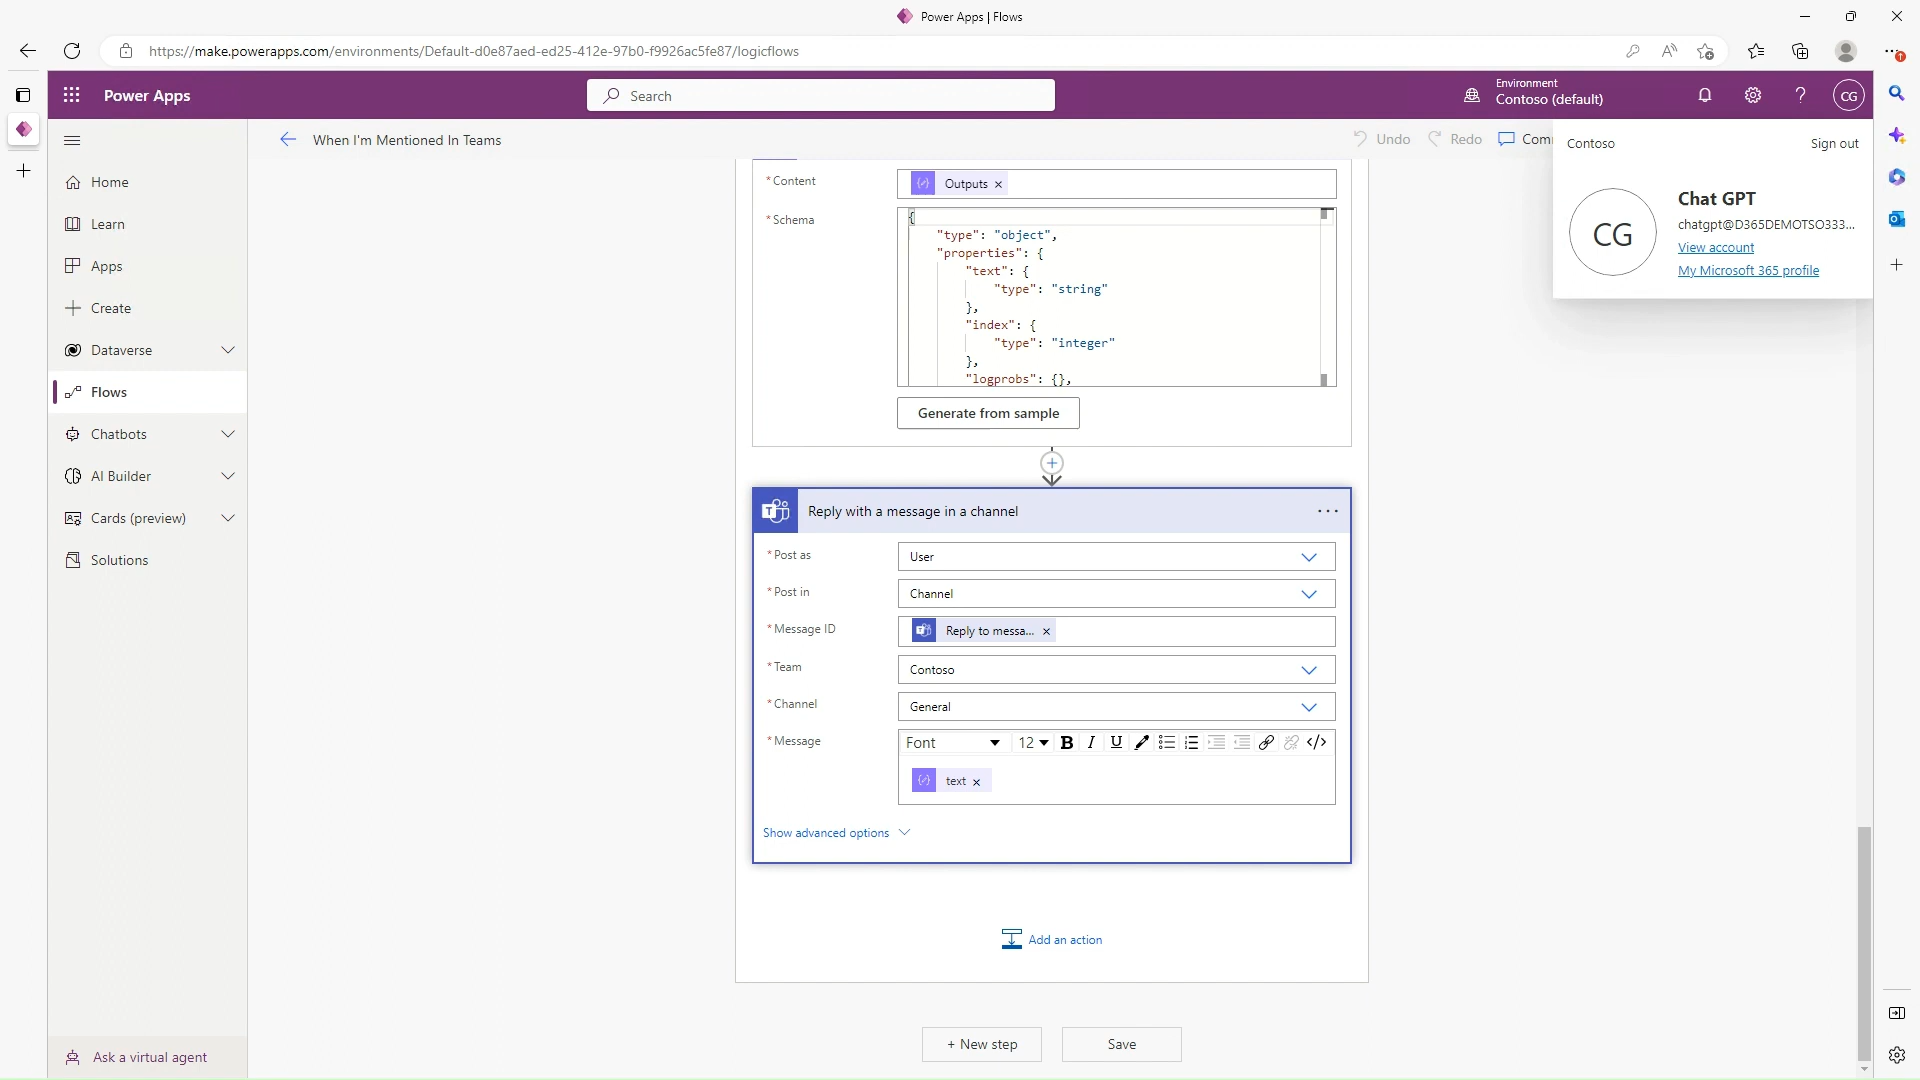 Power Apps | Flows
https://make.powerapps.com/environments/Default-d0e87aed-ed25-412e-97b0-f9926ac5fe87/logicflows
Power Apps
Search
Environment
Contoso (default)
CG
When I'm Mentioned In Teams
Undo
Redo
Com
Contoso
Sign out
CG
Chat GPT
chatgpt@D365DEMOTSO333...
View account
My Microsoft 365 profile
Home
Learn
Apps
Create
Dataverse
Flows
Chatbots
AI Builder
Cards (preview)
Solutions
Ask a virtual agent
* Content
Outputs ×
* Schema
{
"type": "object",
"properties": {
"text": {
"type": "string"
},
"index": {
"type": "integer"
},
"logprobs": {},
Generate from sample
Reply with a message in a channel
* Post as
User
* Post in
Channel
* Message ID
Reply to messa... ×
* Team
Contoso
* Channel
General
* Message
Font
12
B I U
text ×
Show advanced options
Add an action
+ New step
Save